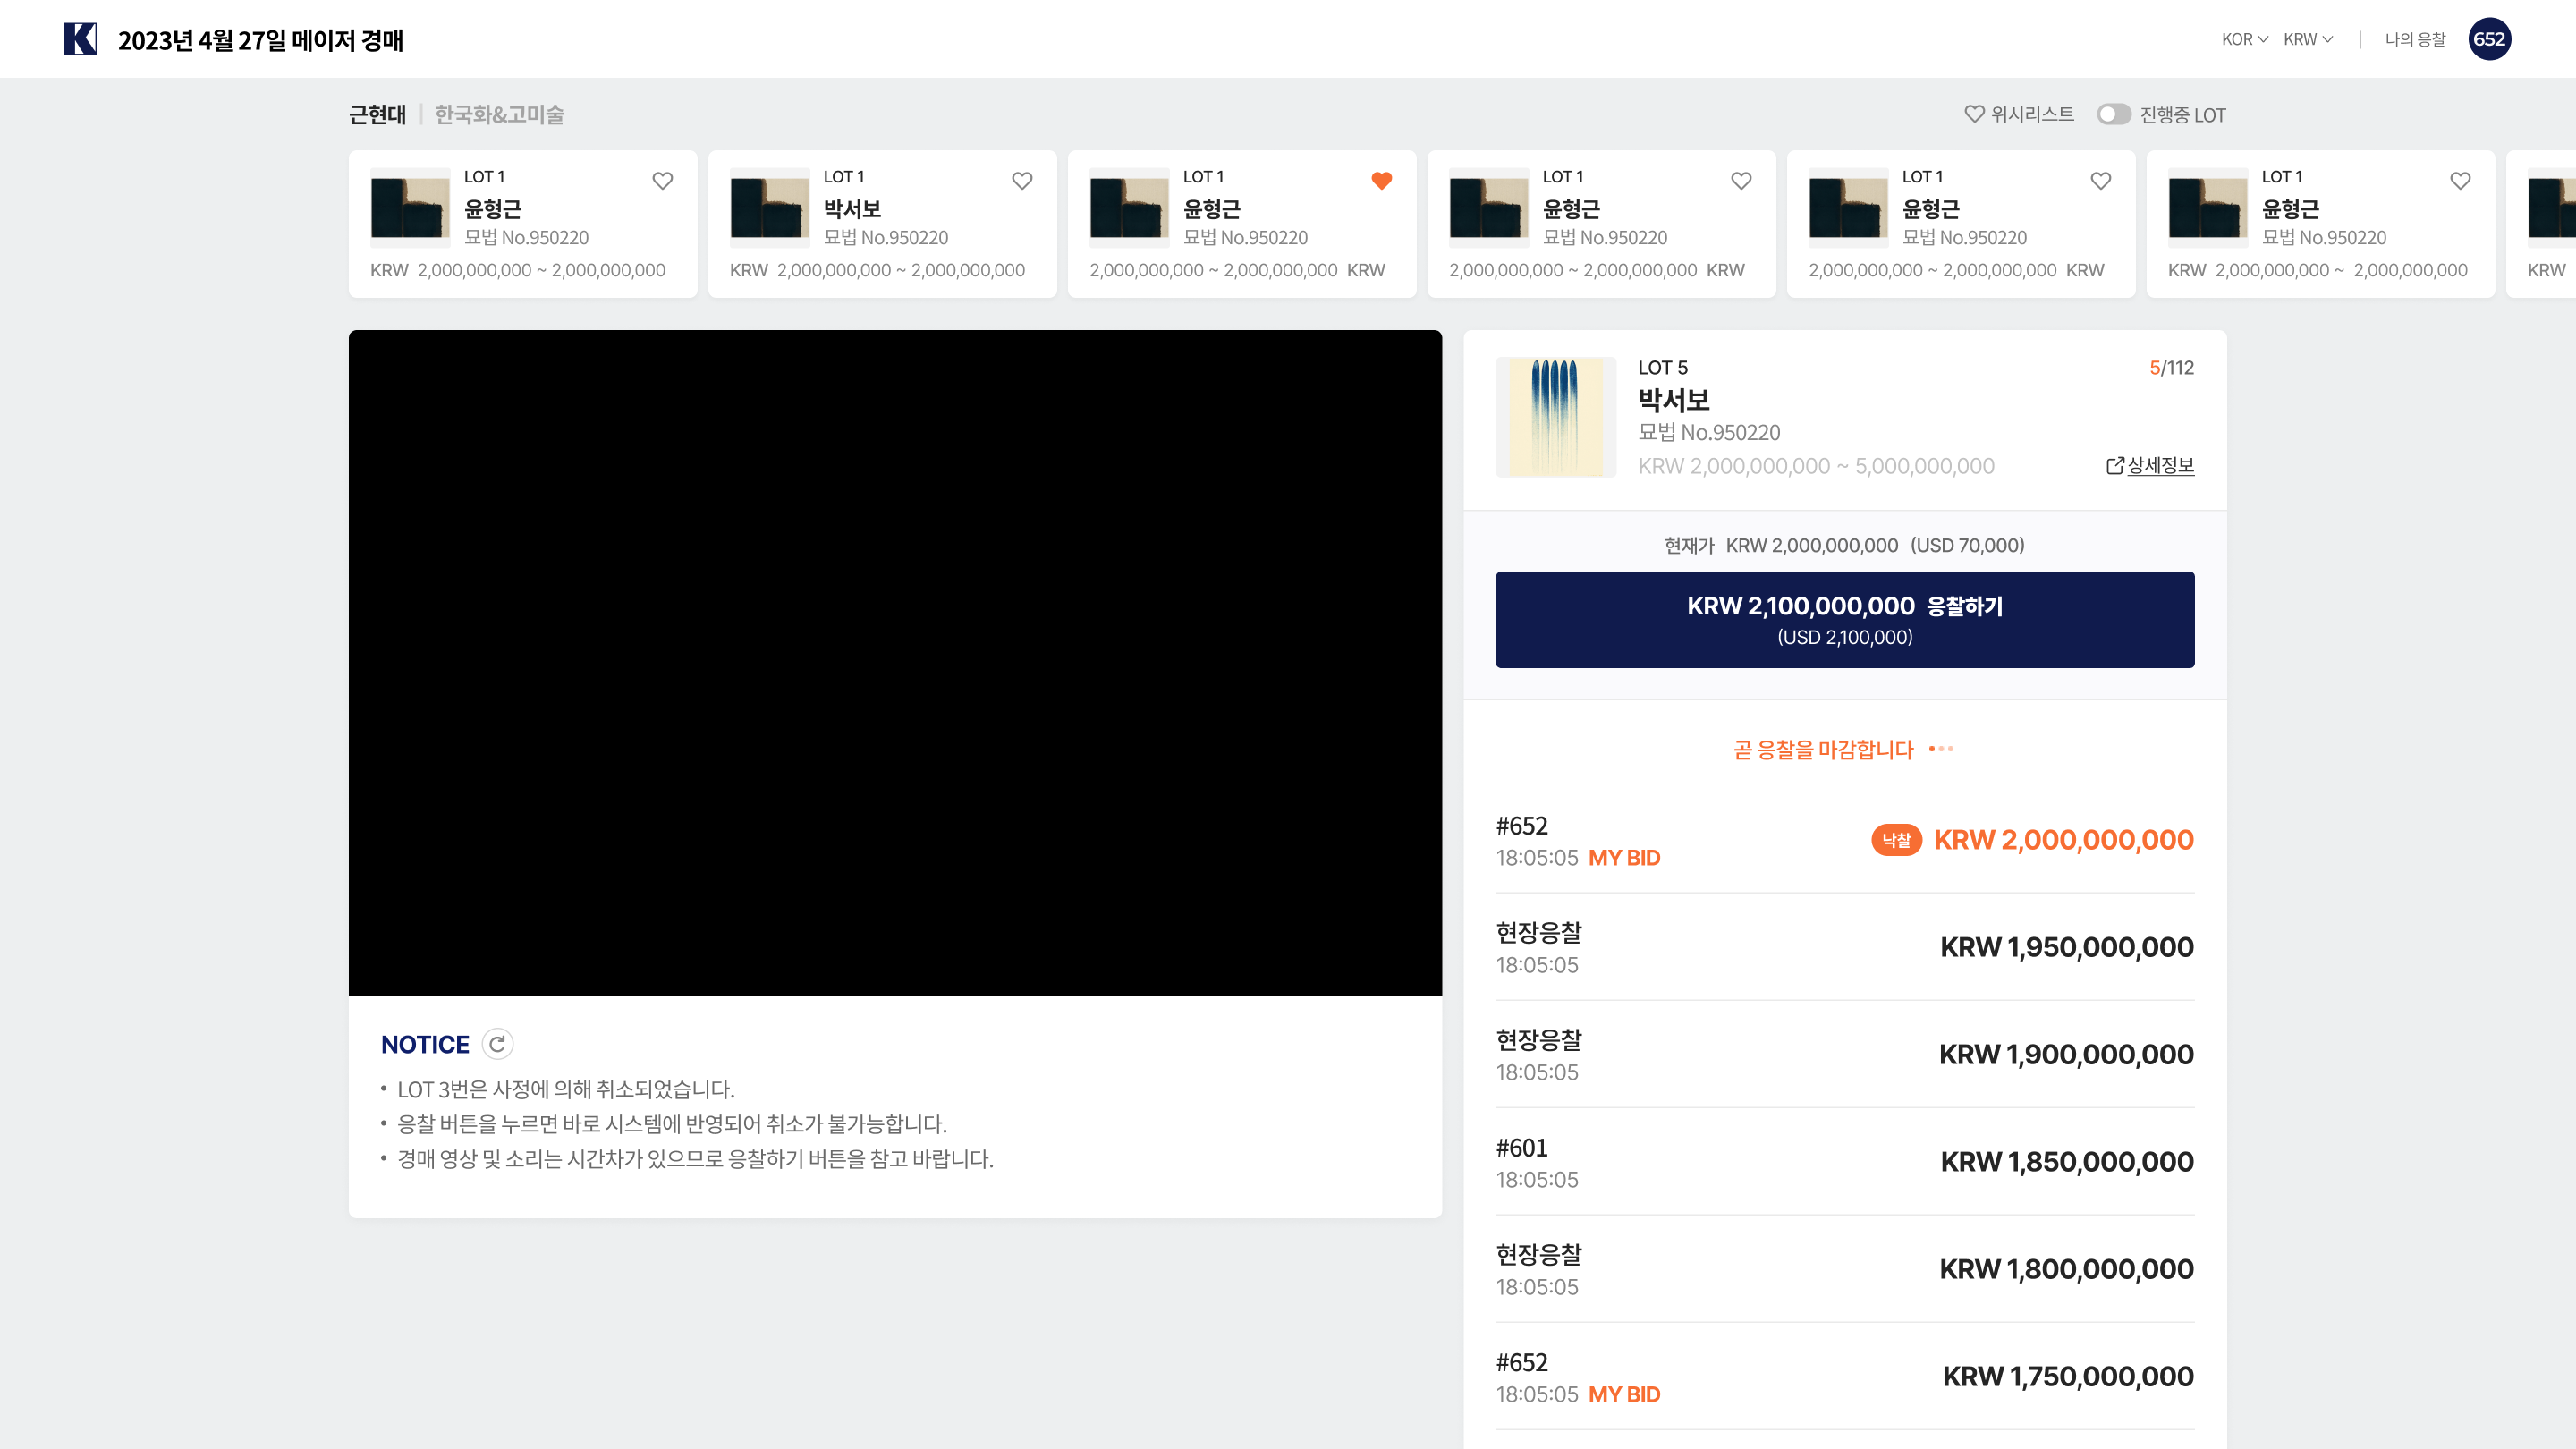 K 2023년 4월 27일 메이저 경매
KOR KRW 나의 응찰 652
근현대 한국화&고미술
위시리스트 진행중 LOT
LOT 1
윤형근
묘법 No.950220
KRW 2,000,000,000 ~ 2,000,000,000
LOT 1
박서보
묘법 No.950220
KRW 2,000,000,000 ~ 2,000,000,000
LOT 1
윤형근
묘법 No.950220
2,000,000,000 ~ 2,000,000,000 KRW
LOT 1
윤형근
묘법 No.950220
2,000,000,000 ~ 2,000,000,000 KRW
LOT 1
윤형근
묘법 No.950220
2,000,000,000 ~ 2,000,000,000 KRW
LOT 1
윤형근
묘법 No.950220
KRW 2,000,000,000 ~ 2,000,000,000
KRW
NOTICE
• LOT 3번은 사정에 의해 취소되었습니다.
• 응찰 버튼을 누르면 바로 시스템에 반영되어 취소가 불가능합니다.
• 경매 영상 및 소리는 시간차가 있으므로 응찰하기 버튼을 참고 바랍니다.
LOT 5 5/112
박서보
묘법 No.950220
KRW 2,000,000,000 ~ 5,000,000,000 상세정보
현재가 KRW 2,000,000,000 (USD 70,000)
KRW 2,100,000,000 응찰하기
(USD 2,100,000)
곧 응찰을 마감합니다
#652
18:05:05 MY BID
낙찰 KRW 2,000,000,000
현장응찰
18:05:05
KRW 1,950,000,000
현장응찰
18:05:05
KRW 1,900,000,000
#601
18:05:05
KRW 1,850,000,000
현장응찰
18:05:05
KRW 1,800,000,000
#652
18:05:05 MY BID
KRW 1,750,000,000